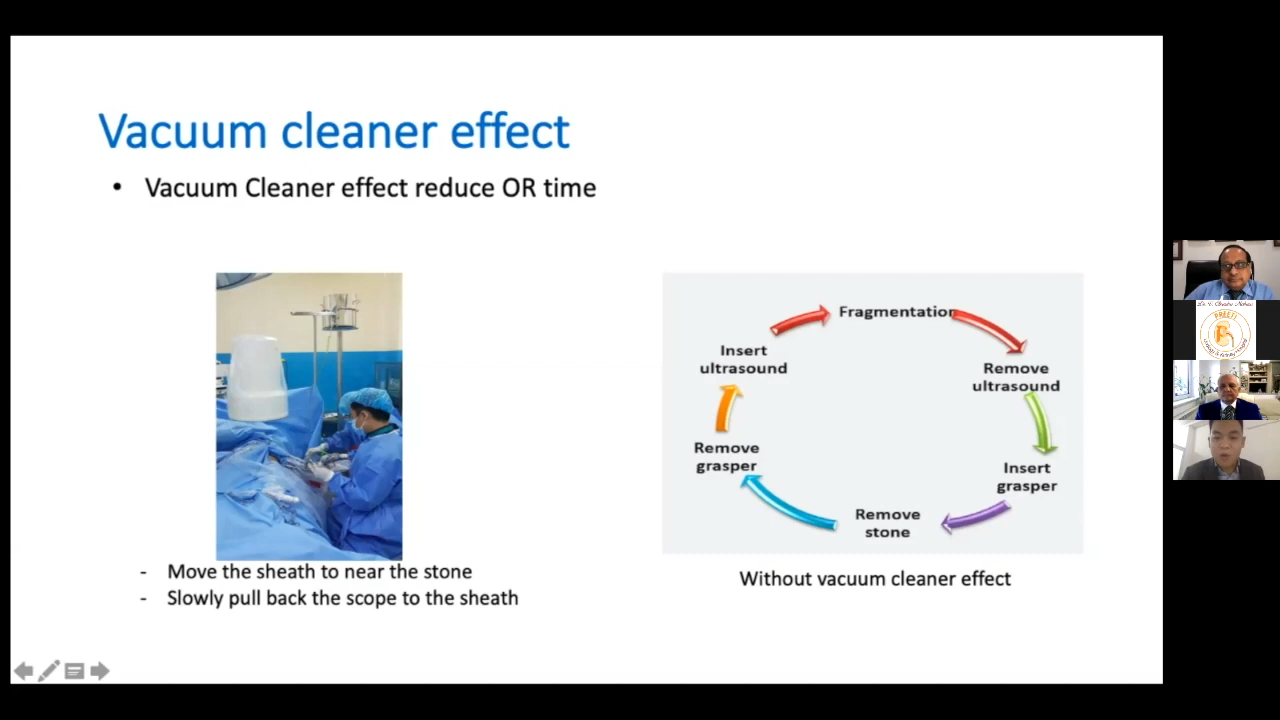 Vacuum cleaner effect
• Vacuum Cleaner effect reduce OR time
Fragmentation
Insert
ultrasound
Remove
ultrasound
Remove
grasper
Insert
grasper
Remove
stone
- Move the sheath to near the stone
- Slowly pull back the scope to the sheath
Without vacuum cleaner effect
PREETI